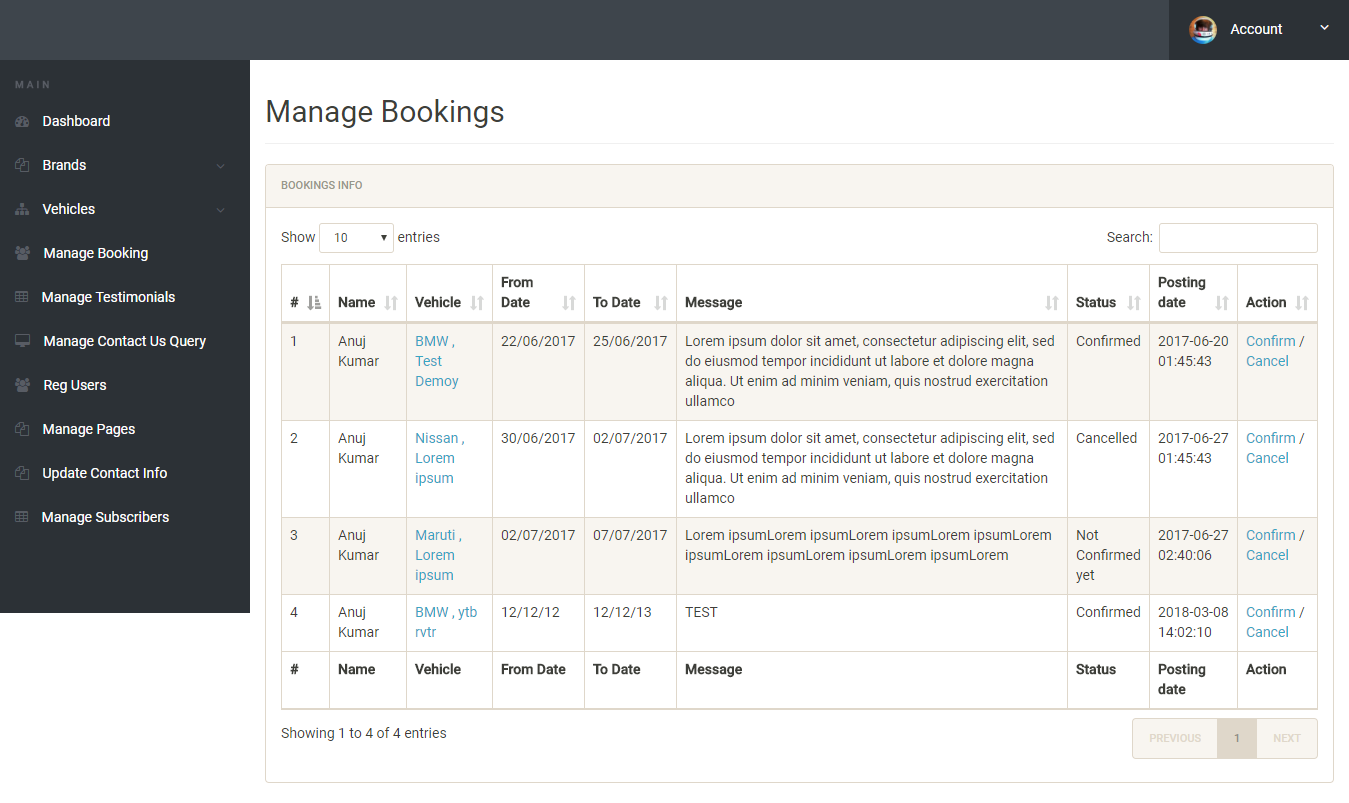 Account
MAIN
Dashboard
Brands
Vehicles
Manage Booking
Manage Testimonials
Manage Contact Us Query
Reg Users
Manage Pages
Update Contact Info
Manage Subscribers
Manage Bookings
BOOKINGS INFO
Show 10 entries
Search:
# Name Vehicle From Date To Date Message Status Posting date Action
1 Anuj Kumar BMW , Test Demoy 22/06/2017 25/06/2017 Lorem ipsum dolor sit amet, consectetur adipiscing elit, sed do eiusmod tempor incididunt ut labore et dolore magna aliqua. Ut enim ad minim veniam, quis nostrud exercitation ullamco Confirmed 2017-06-20 01:45:43 Confirm / Cancel
2 Anuj Kumar Nissan , Lorem ipsum 30/06/2017 02/07/2017 Lorem ipsum dolor sit amet, consectetur adipiscing elit, sed do eiusmod tempor incididunt ut labore et dolore magna aliqua. Ut enim ad minim veniam, quis nostrud exercitation ullamco Cancelled 2017-06-27 01:45:43 Confirm / Cancel
3 Anuj Kumar Maruti , Lorem ipsum 02/07/2017 07/07/2017 Lorem ipsumLorem ipsumLorem ipsumLorem ipsumLorem ipsumLorem ipsumLorem ipsumLorem ipsumLorem Not Confirmed yet 2017-06-27 02:40:06 Confirm / Cancel
4 Anuj Kumar BMW , ytb rvtr 12/12/12 12/12/13 TEST Confirmed 2018-03-08 14:02:10 Confirm / Cancel
# Name Vehicle From Date To Date Message Status Posting date Action
Showing 1 to 4 of 4 entries
PREVIOUS 1 NEXT